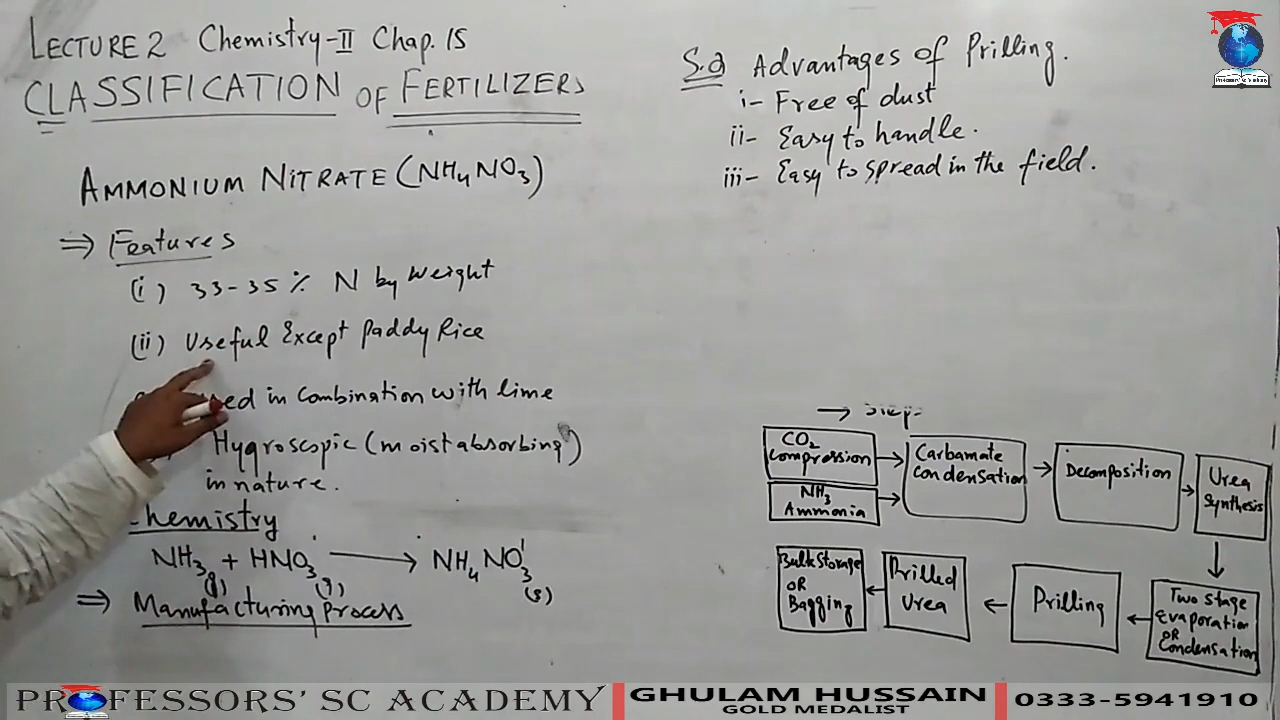 LECTURE 2 Chemistry-II Chap. 15
CLASSIFICATION OF FERTILIZERS
AMMONIUM NITRATE (NH4NO3)
⇒ Features
(i) 33-35 % N by Weight
(ii) Useful Except Paddy Rice
in Combination with lime
Hygroscopic (moist absorbing)
in nature.
hemistry
NH3(g) + HNO3(g) → NH4NO3(s)
⇒ Manufacturing Process
S.Q Advantages of Prilling.
i- Free of dust
ii- Easy to handle.
iii- Easy to spread in the field.
CO2
Compression
NH3
Ammonia
Carbamate
Condensation
Decomposition
Urea
Synthesis
Two Stage
Evaporation
OR
Condensation
Prilling
Prilled
Urea
Bulk Storage
OR
Bagging
PROFESSORS' SC ACADEMY
GHULAM HUSSAIN
GOLD MEDALIST
0333-5941910